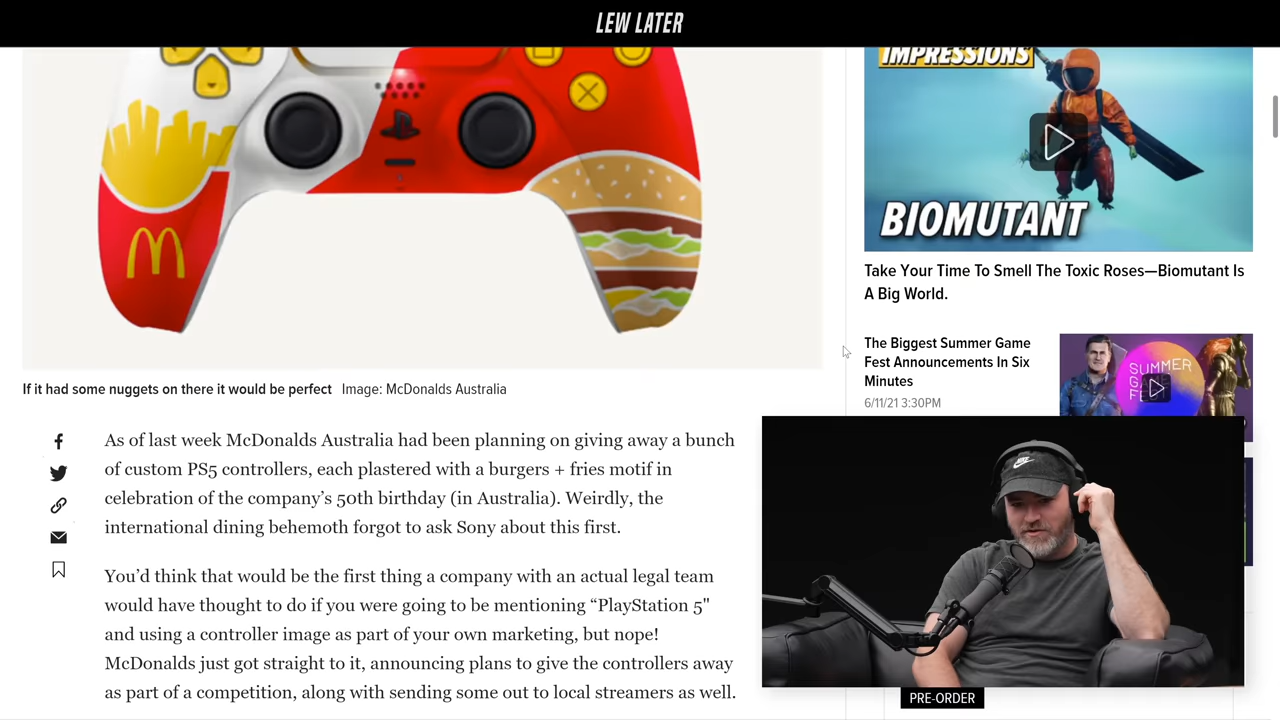 LEW LATER
IMPRESSIONS
BIOMUTANT
Take Your Time To Smell The Toxic Roses—Biomutant Is
A Big World.
The Biggest Summer Game
Fest Announcements In Six
Minutes
6/11/21 3:30PM
SUMMER
If it had some nuggets on there it would be perfect Image: McDonalds Australia
As of last week McDonalds Australia had been planning on giving away a bunch
of custom PS5 controllers, each plastered with a burgers + fries motif in
celebration of the company’s 50th birthday (in Australia). Weirdly, the
international dining behemoth forgot to ask Sony about this first.
You’d think that would be the first thing a company with an actual legal team
would have thought to do if you were going to be mentioning “PlayStation 5"
and using a controller image as part of your own marketing, but nope!
McDonalds just got straight to it, announcing plans to give the controllers away
as part of a competition, along with sending some out to local streamers as well.
PRE-ORDER